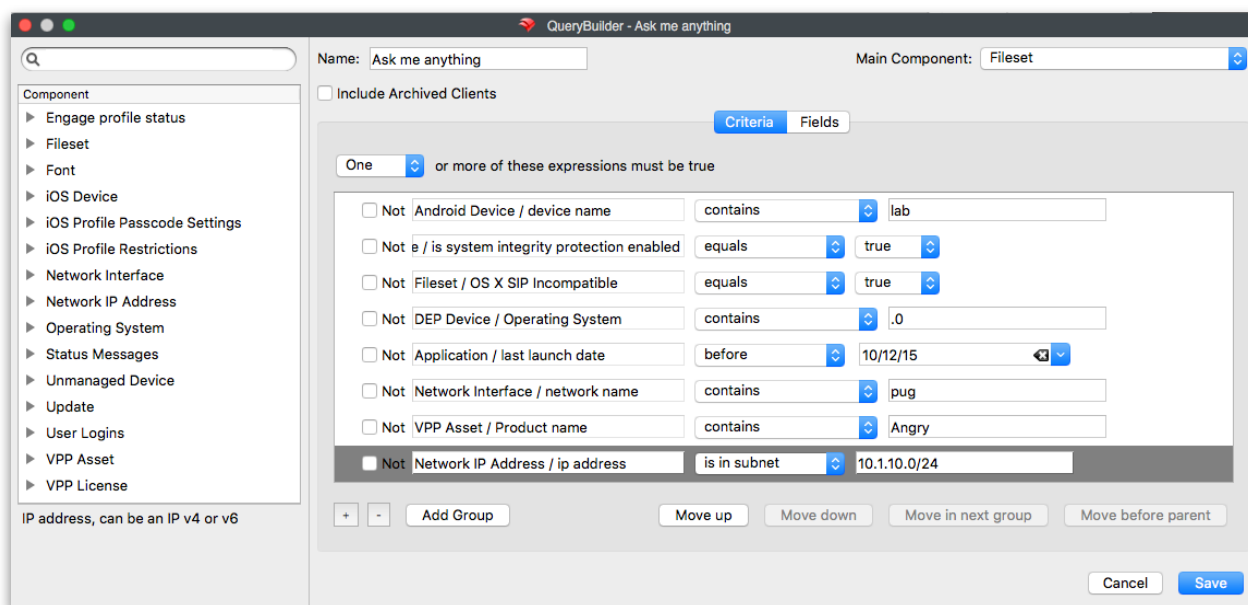 QueryBuilder - Ask me anything
Name: Ask me anything Main Component: Fileset
Include Archived Clients
Component
Engage profile status
Fileset
Font
iOS Device
iOS Profile Passcode Settings
iOS Profile Restrictions
Network Interface
Network IP Address
Operating System
Status Messages
Unmanaged Device
Update
User Logins
VPP Asset
VPP License
IP address, can be an IP v4 or v6
Criteria Fields
One or more of these expressions must be true
Not Android Device / device name contains lab
Not e / is system integrity protection enabled equals true
Not Fileset / OS X SIP Incompatible equals true
Not DEP Device / Operating System contains .0
Not Application / last launch date before 10/12/15
Not Network Interface / network name contains pug
Not VPP Asset / Product name contains Angry
Not Network IP Address / ip address is in subnet 10.1.10.0/24
+ - Add Group Move up Move down Move in next group Move before parent
Cancel Save